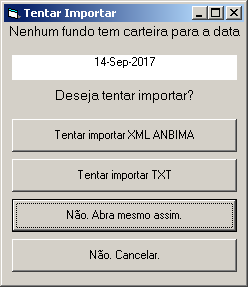 Tentar Importar
Nenhum fundo tem carteira para a data
14-Sep-2017
Deseja tentar importar?
Tentar importar XML ANBIMA
Tentar importar TXT
Não. Abra mesmo assim.
Não. Cancelar.